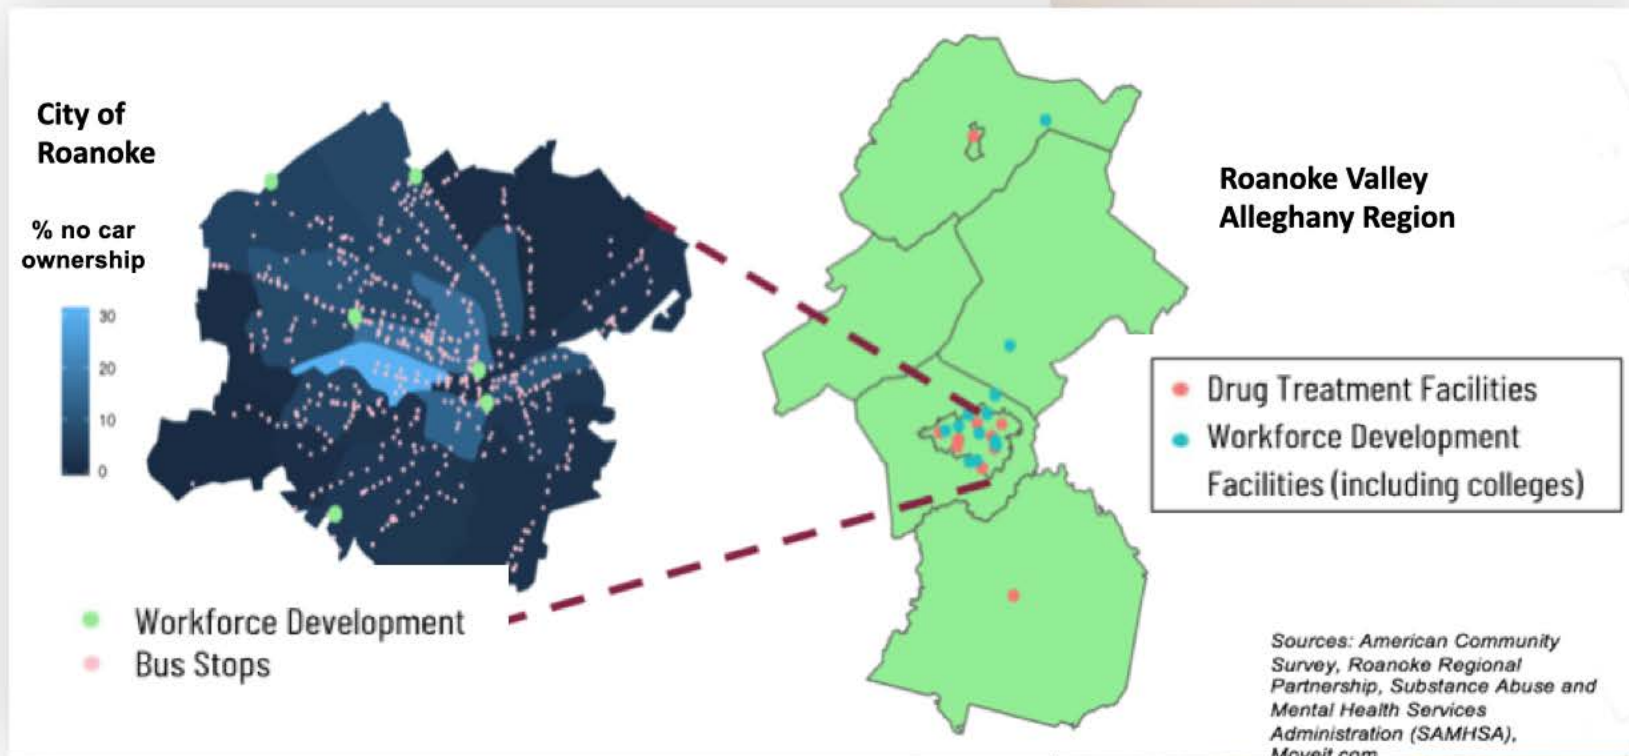 City of
Roanoke
% no car
ownership
30
20
10
0
Workforce Development
Bus Stops
Roanoke Valley
Alleghany Region
Drug Treatment Facilities
Workforce Development
Facilities (including colleges)
Sources: American Community
Survey, Roanoke Regional
Partnership, Substance Abuse and
Mental Health Services
Administration (SAMHSA),
Moveit.com